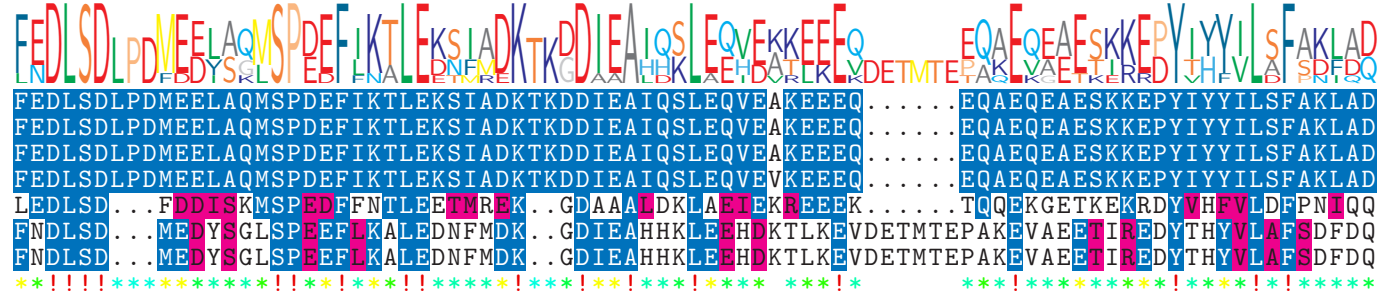 FEDLSDLPDMEELAQMSPDEFIKTLEKSIADKTKDDIEAIQSLEQVEAKEEEQ......EQAEQEAESKKEPYIYYILSFAKLAD
FEDLSDLPDMEELAQMSPDEFIKTLEKSIADKTKDDIEAIQSLEQVEAKEEEQ......EQAEQEAESKKEPYIYYILSFAKLAD
FEDLSDLPDMEELAQMSPDEFIKTLEKSIADKTKDDIEAIQSLEQVEAKEEEQ......EQAEQEAESKKEPYIYYILSFAKLAD
FEDLSDLPDMEELAQMSPDEFIKTLEKSIADKTKDDIEAIQSLEQVEVKEEEQ......EQAEQEAESKKEPYIYYILSFAKLAD
LEDLSD...FDDISKMSPEDFFNTLEETMREK..GDAAALDKLAEIEKREEEK......TQQEKGETKEKRDYVHFVLDFPNIQQ
FNDLSD...MEDYSGLSPEEFLKALEDNFMDK..GDIEAHHKLEEHDKTLKEVDETMTEPAKEVAEETIREDYTHYVLAFSDFDQ
FNDLSD...MEDYSGLSPEEFLKALEDNFMDK..GDIEAHHKLEEHDKTLKEVDETMTEPAKEVAEETIREDYTHYVLAFSDFDQ
**!!!!**********!!**!***!!*****!***!**!***!**** ***!*      ***!*********!****!*!*****